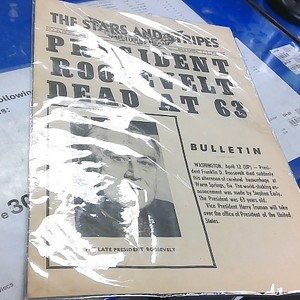 THE STARS AND STRIPES
PRESIDENT
ROOSEVELT
DEAD AT 63
BULLETIN
WASHINGTON, April 12 (UP) — Presi-
dent Franklin D. Roosevelt died suddenly
this afternoon of cerebral hemorrhage at
Warm Springs, Ga. The world-shaking an-
nouncement was made by Stephen Early.
The President was 63 years old.
Vice President Harry Truman will take
over the office of President of the United
States.
THE LATE PRESIDENT ROOSEVELT
following
30